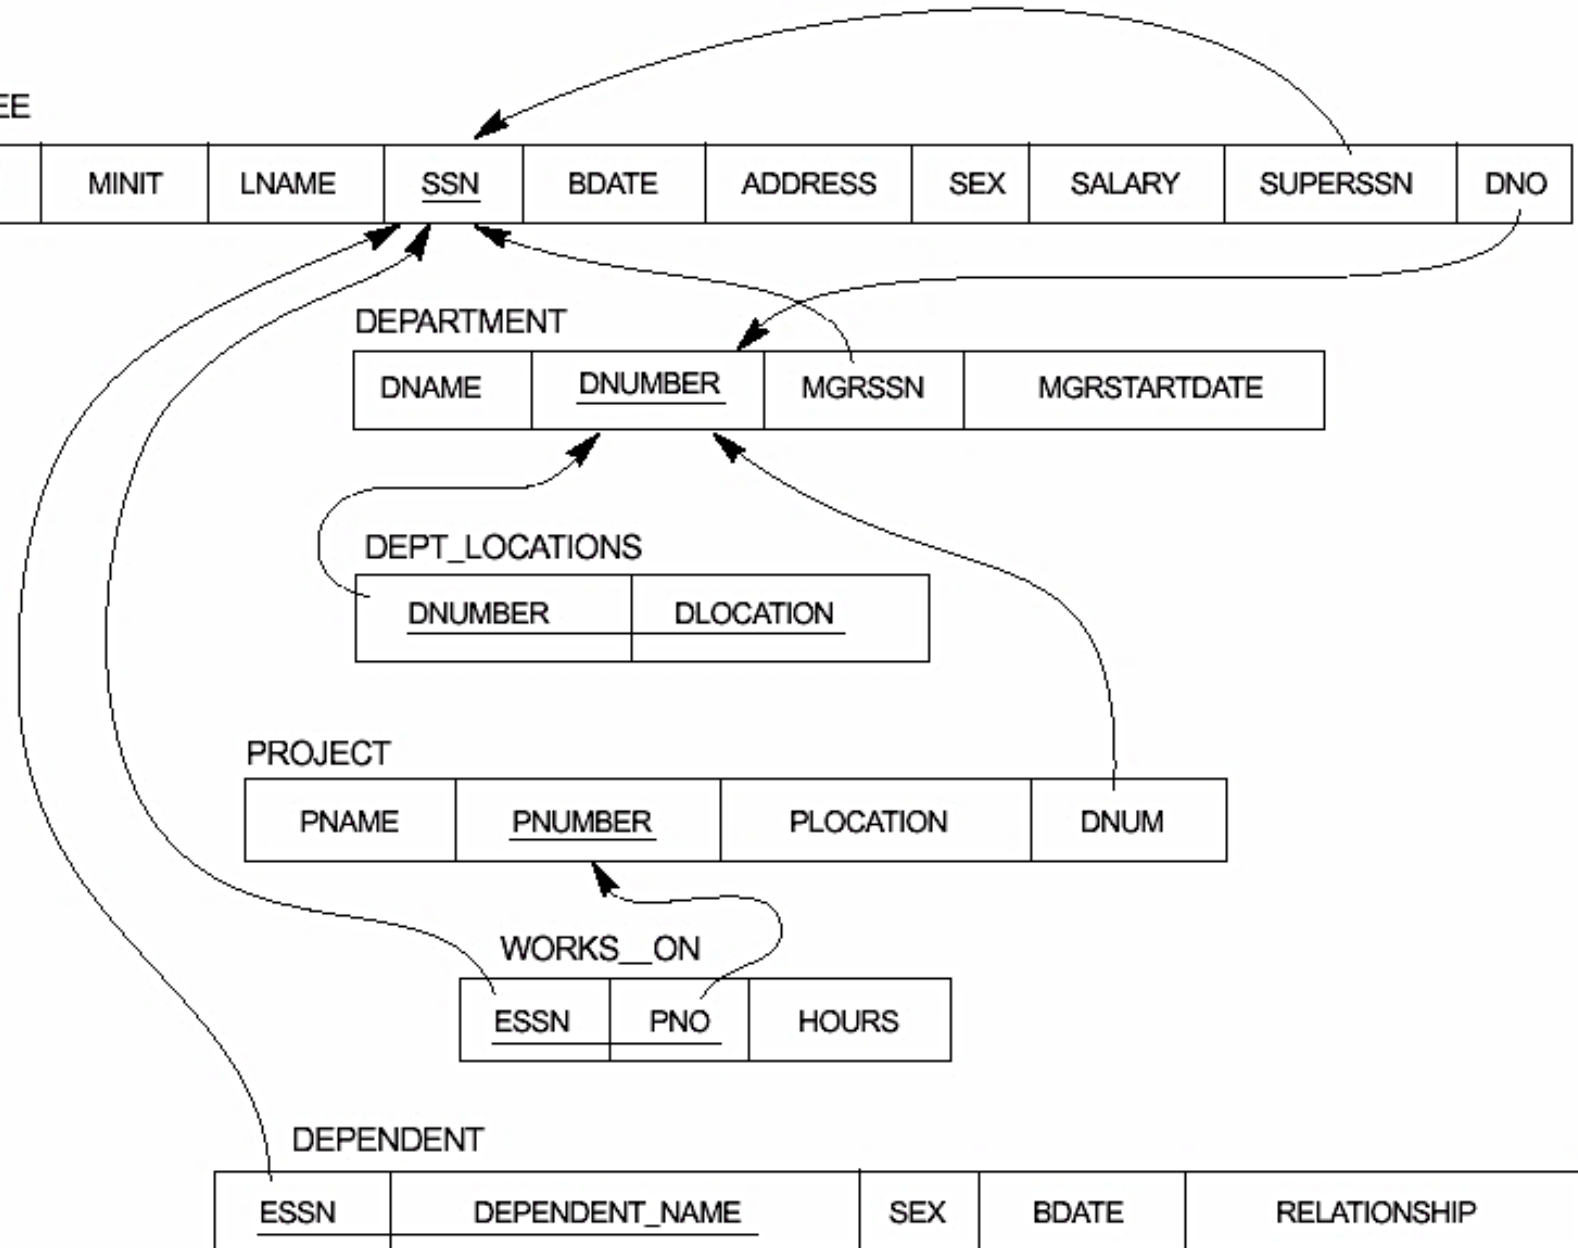 EE
MINIT LNAME SSN BDATE ADDRESS SEX SALARY SUPERSSN DNO
DEPARTMENT
DNAME DNUMBER MGRSSN MGRSTARTDATE
DEPT_LOCATIONS
DNUMBER DLOCATION
PROJECT
PNAME PNUMBER PLOCATION DNUM
WORKS__ON
ESSN PNO HOURS
DEPENDENT
ESSN DEPENDENT_NAME SEX BDATE RELATIONSHIP